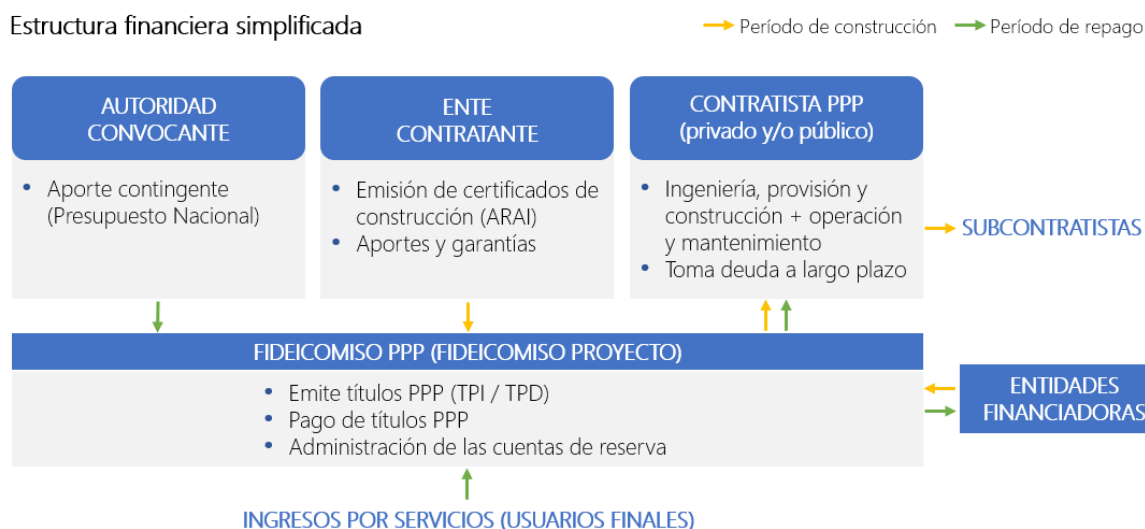 Estructura financiera simplificada
Período de construcción
Período de repago
AUTORIDAD
CONVOCANTE
• Aporte contingente
(Presupuesto Nacional)
ENTE
CONTRATANTE
• Emisión de certificados de
construcción (ARAI)
• Aportes y garantías
CONTRATISTA PPP
(privado y/o público)
• Ingeniería, provisión y
construcción + operación
y mantenimiento
• Toma deuda a largo plazo
SUBCONTRATISTAS
FIDEICOMISO PPP (FIDEICOMISO PROYECTO)
• Emite títulos PPP (TPI / TPD)
• Pago de títulos PPP
• Administración de las cuentas de reserva
ENTIDADES
FINANCIADORAS
INGRESOS POR SERVICIOS (USUARIOS FINALES)